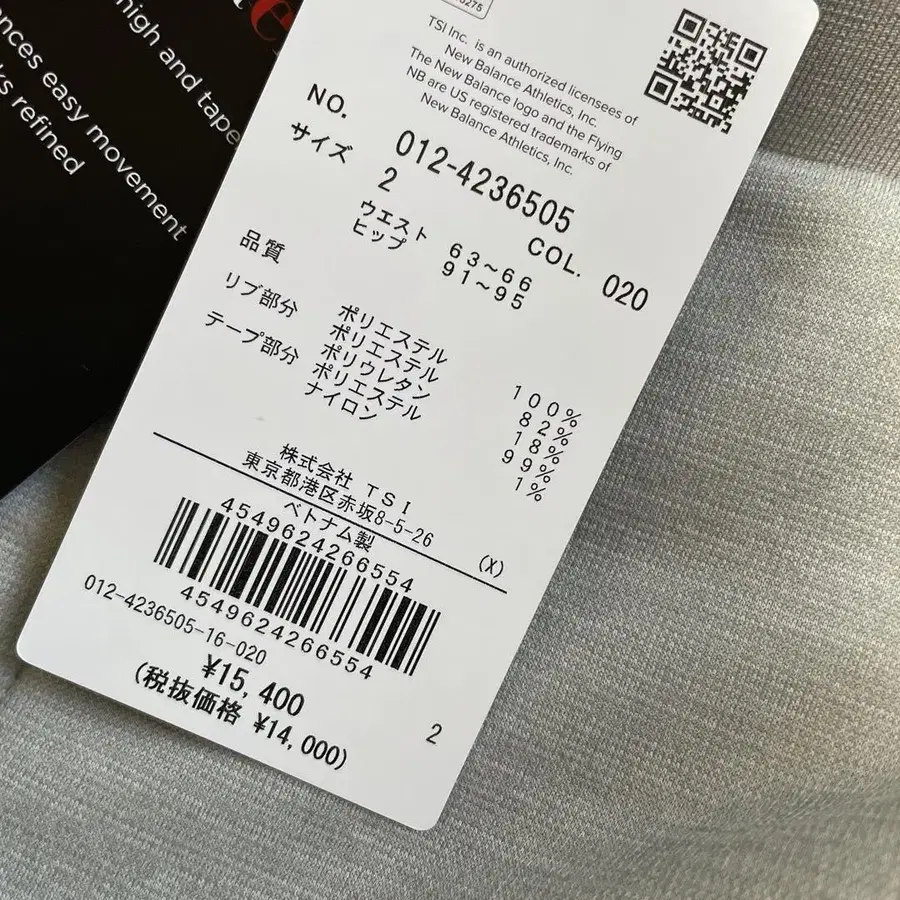 high and tape
nces easy movement
ks refined
TSI Inc. is an authorized licensees of
New Balance Athletics, Inc.
The New Balance logo and the Flying
NB are US registered trademarks of
New Balance Athletics, Inc.
NO. 012-4236505 COL. 020
サイズ 2
ウエスト 63～66
ヒップ 91～95
品質 ポリエステル 100%
リブ部分 ポリエステル 82%
ポリウレタン 18%
テープ部分 ポリエステル 99%
ナイロン 1%
株式会社 TSI
東京都港区赤坂8-5-26
ベトナム製 (X)
4549624266554
4549624266554
012-4236505-16-020
¥15,400
(税抜価格 ¥14,000)
2